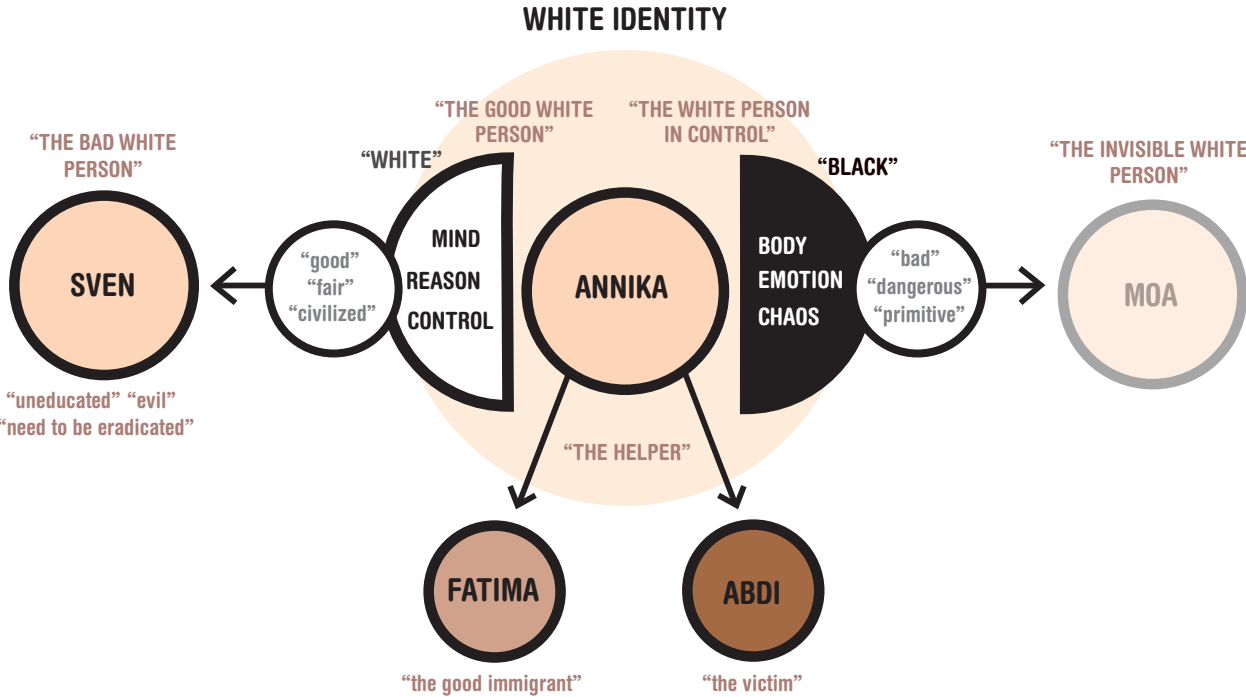 WHITE IDENTITY
“THE BAD WHITE
PERSON”
SVEN
“uneducated” “evil”
“need to be eradicated”
“good”
“fair”
“civilized”
“WHITE”
“THE GOOD WHITE
PERSON”
MIND
REASON
CONTROL
ANNIKA
“THE WHITE PERSON
IN CONTROL”
“BLACK”
BODY
EMOTION
CHAOS
“bad”
“dangerous”
“primitive”
“THE INVISIBLE WHITE
PERSON”
MOA
“THE HELPER”
FATIMA
“the good immigrant”
ABDI
“the victim”